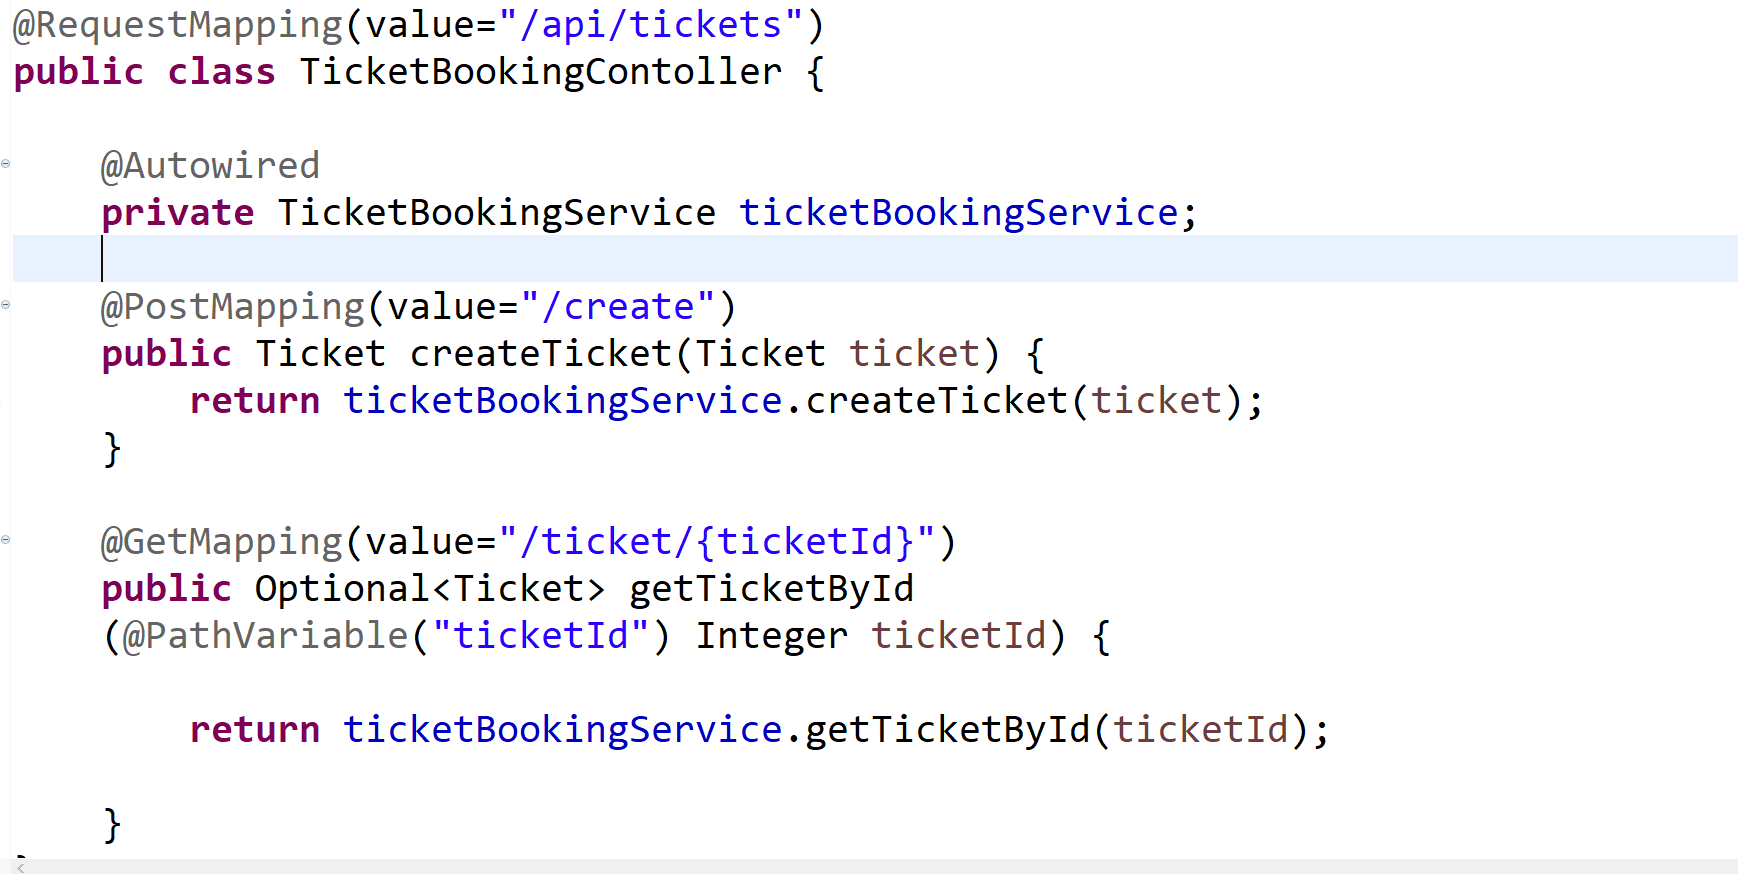 @RequestMapping(value="/api/tickets")
public class TicketBookingContoller {
@Autowired
private TicketBookingService ticketBookingService;
@PostMapping(value="/create")
public Ticket createTicket(Ticket ticket) {
return ticketBookingService.createTicket(ticket);
}
@GetMapping(value="/ticket/{ticketId}")
public Optional<Ticket> getTicketById
(@PathVariable("ticketId") Integer ticketId) {
return ticketBookingService.getTicketById(ticketId);
}